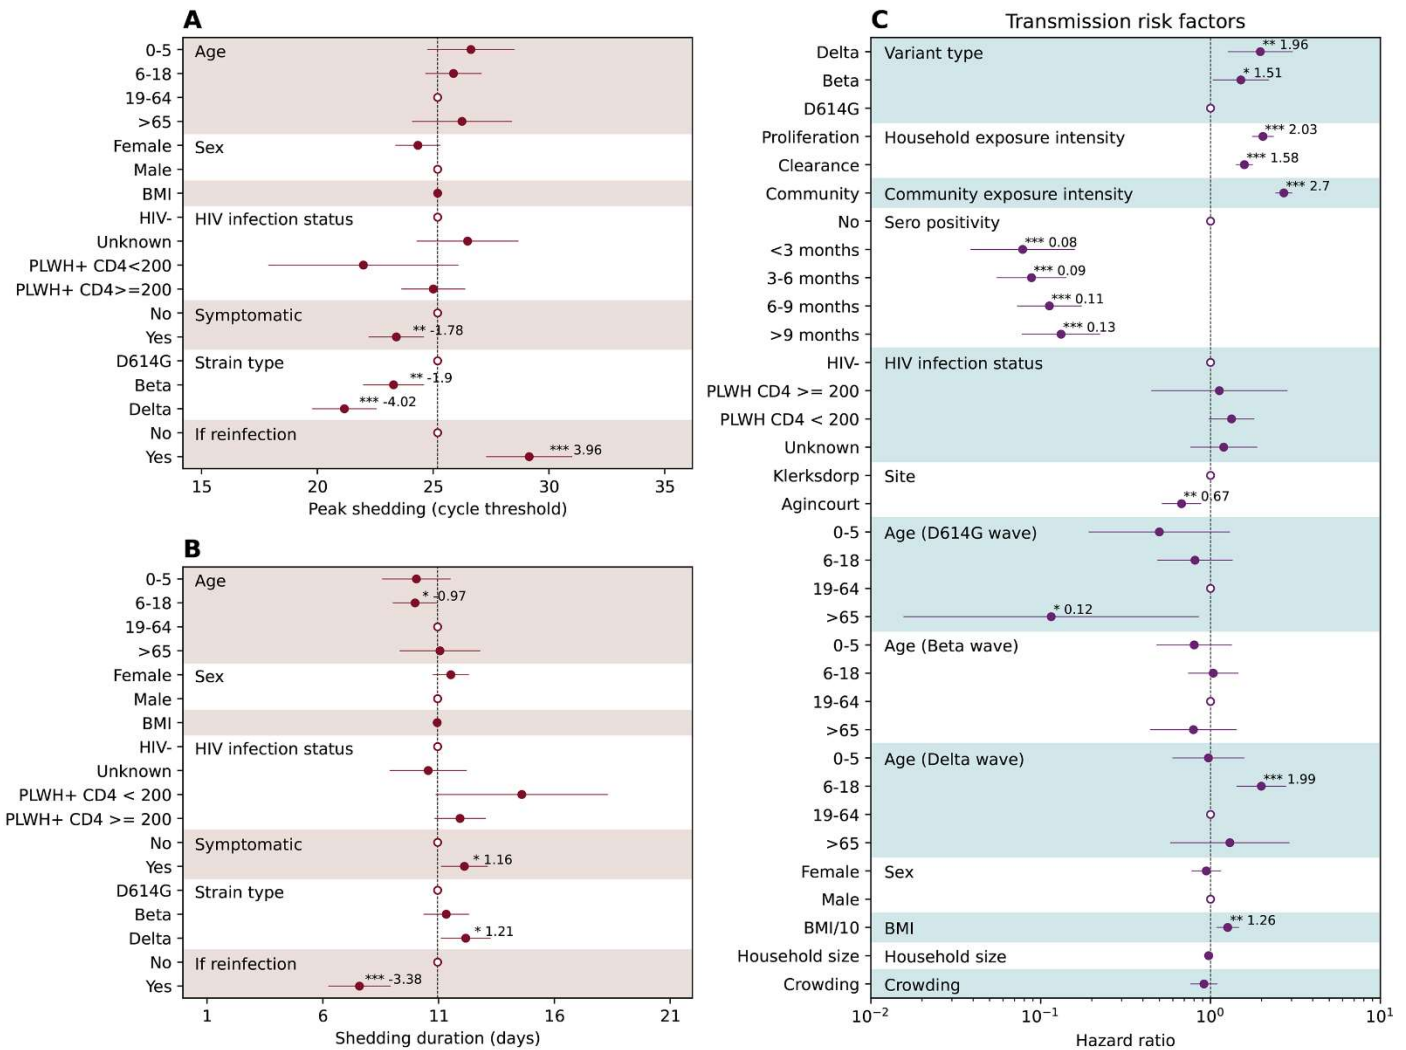 A
0-5 Age
6-18
19-64
>65
Female Sex
Male
BMI
HIV- HIV infection status
Unknown
PLWH+ CD4<200
PLWH+ CD4>=200
No Symptomatic
Yes ** -1.78
D614G Strain type
Beta ** -1.9
Delta *** -4.02
No If reinfection
Yes *** 3.96
15 20 25 30 35
Peak shedding (cycle threshold)
B
0-5 Age
6-18 * -0.97
19-64
>65
Female Sex
Male
BMI
HIV- HIV infection status
Unknown
PLWH+ CD4 < 200
PLWH+ CD4 >= 200
No Symptomatic
Yes * 1.16
D614G Strain type
Beta
Delta * 1.21
No If reinfection
Yes *** -3.38
1 6 11 16 21
Shedding duration (days)
C Transmission risk factors
Delta Variant type ** 1.96
Beta * 1.51
D614G
Proliferation Household exposure intensity *** 2.03
Clearance *** 1.58
Community Community exposure intensity *** 2.7
No Sero positivity
<3 months *** 0.08
3-6 months *** 0.09
6-9 months *** 0.11
>9 months *** 0.13
HIV- HIV infection status
PLWH CD4 >= 200
PLWH CD4 < 200
Unknown
Klerksdorp Site
Agincourt ** 0.67
0-5 Age (D614G wave)
6-18
19-64
>65 * 0.12
0-5 Age (Beta wave)
6-18
19-64
>65
0-5 Age (Delta wave)
6-18 *** 1.99
19-64
>65
Female Sex
Male
BMI/10 BMI ** 1.26
Household size Household size
Crowding Crowding
10⁻² 10⁻¹ 10⁰ 10¹
Hazard ratio